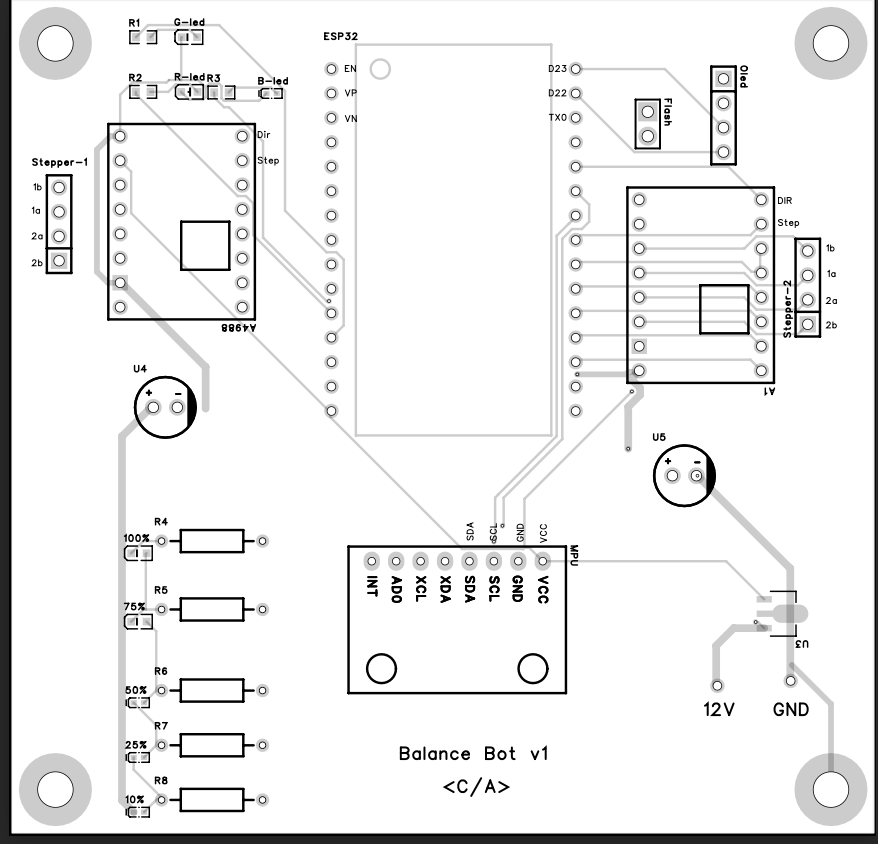 R1 G-led
ESP32
R2 R-led R3 B-led
EN
VP
VN
D23
D22
TX0
Flash
Oled
Dir
Step
Stepper-1
1b
1a
2a
2b
A4988
DIR
Step
1b
1a
2a
2b
Stepper-2
A1
U4
+ -
U5
+ -
R4
100%
R5
75%
R6
50%
R7
25%
R8
10%
SDA SCL GND VCC
MPU
INT ADO XCL XDA SDA SCL GND VCC
U3
12V GND
Balance Bot v1
<C/A>